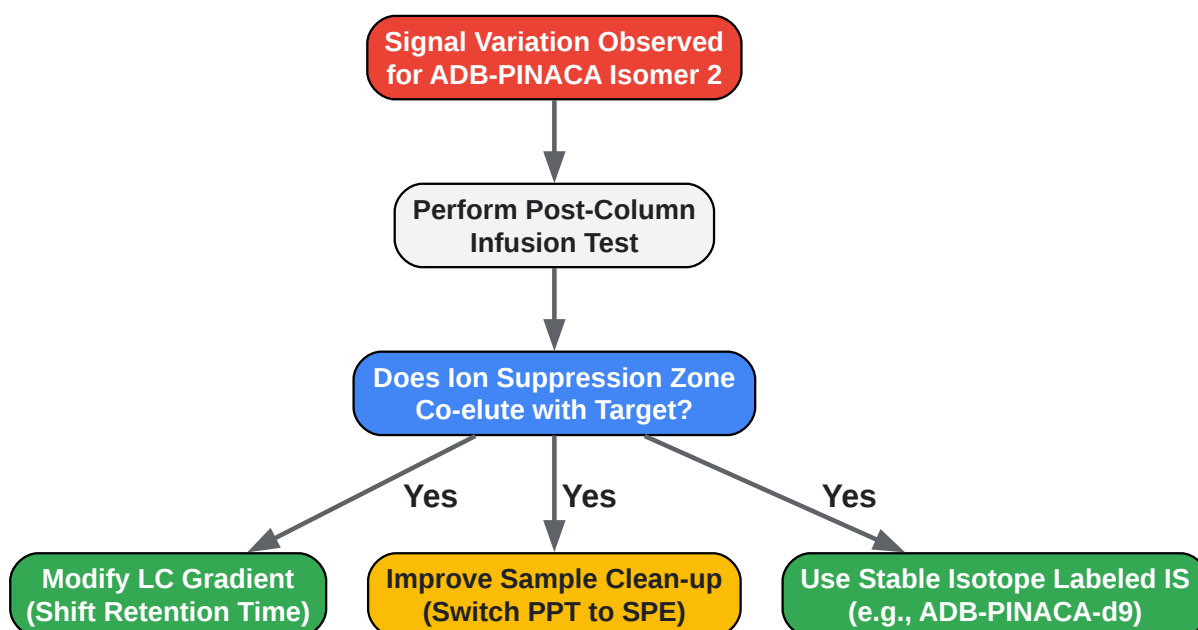 Signal Variation Observed
for ADB-PINACA Isomer 2
Perform Post-Column
Infusion Test
Does Ion Suppression Zone
Co-elute with Target?
Yes
Yes
Yes
Modify LC Gradient
(Shift Retention Time)
Improve Sample Clean-up
(Switch PPT to SPE)
Use Stable Isotope Labeled IS
(e.g., ADB-PINACA-d9)